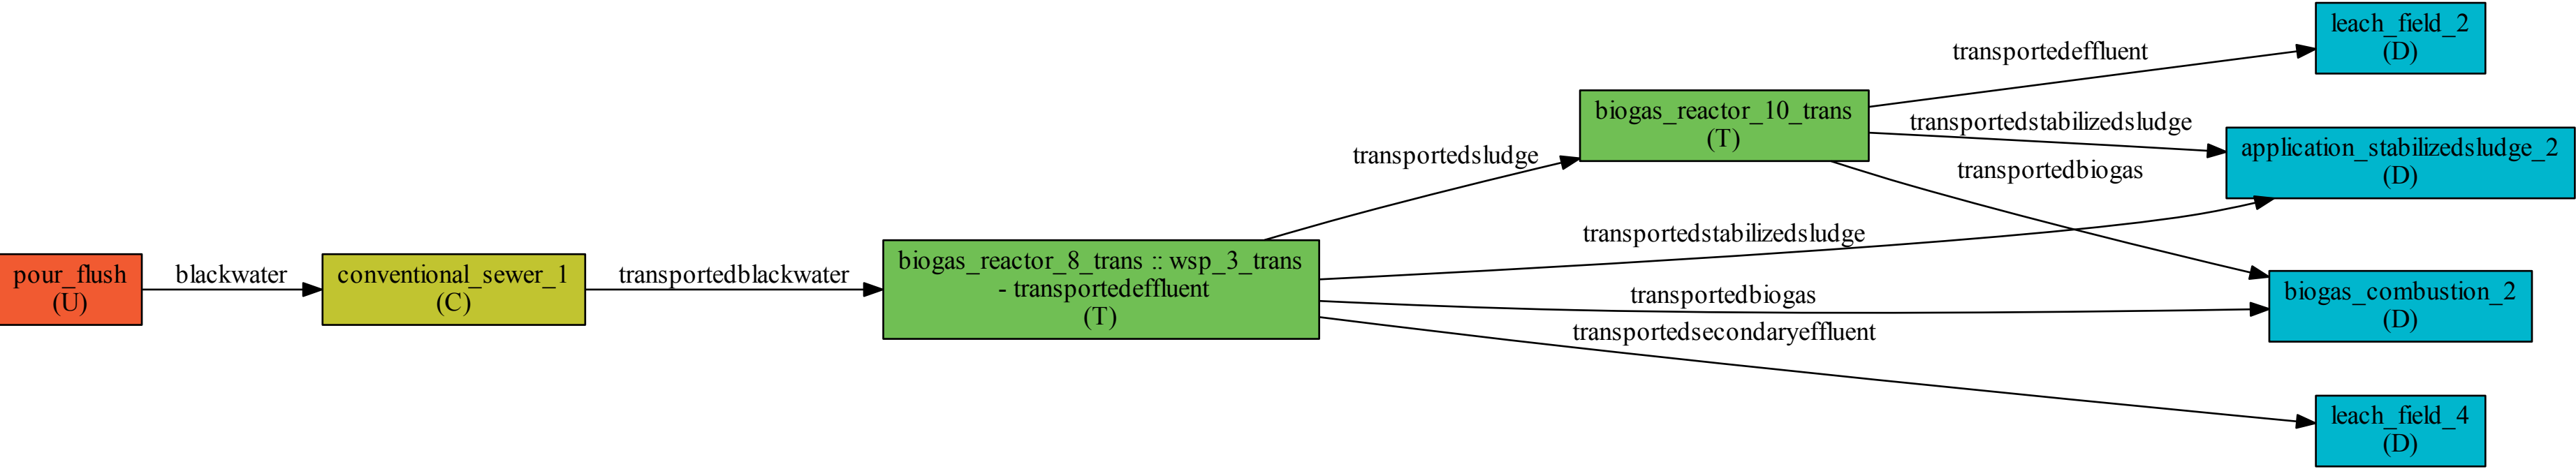 pour_flush
(U)
blackwater
conventional_sewer_1
(C)
transportedblackwater
biogas_reactor_8_trans :: wsp_3_trans
- transportedeffluent
(T)
transportedsludge
biogas_reactor_10_trans
(T)
transportedeffluent
transportedstabilizedsludge
transportedbiogas
transportedstabilizedsludge
transportedbiogas
transportedsecondaryeffluent
leach_field_2
(D)
application_stabilizedsludge_2
(D)
biogas_combustion_2
(D)
leach_field_4
(D)